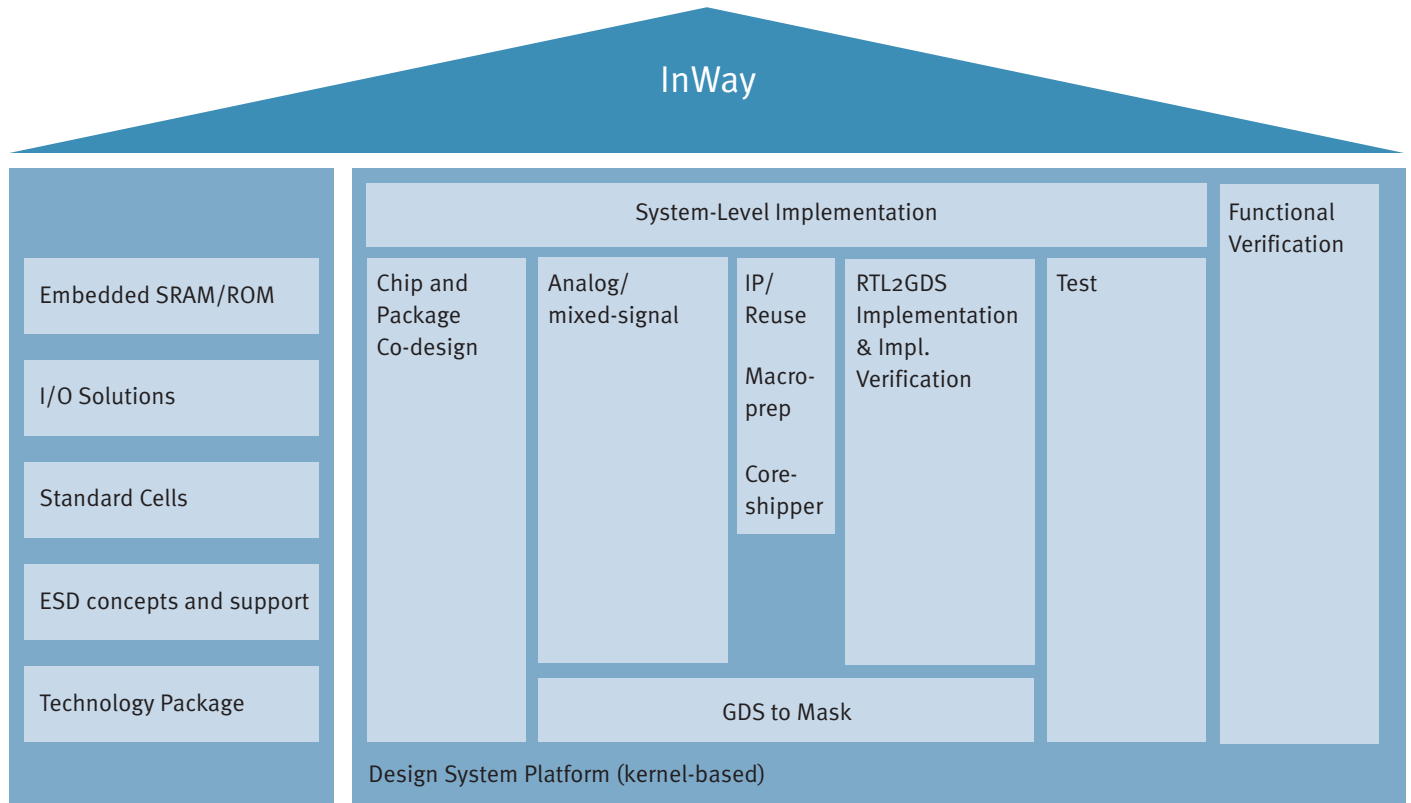 InWay
Embedded SRAM/ROM
I/O Solutions
Standard Cells
ESD concepts and support
Technology Package
System-Level Implementation
Chip and
Package
Co-design
Analog/
mixed-signal
IP/
Reuse
Macro-
prep
Core-
shipper
RTL2GDS
Implementation
& Impl.
Verification
Test
Functional
Verification
GDS to Mask
Design System Platform (kernel-based)